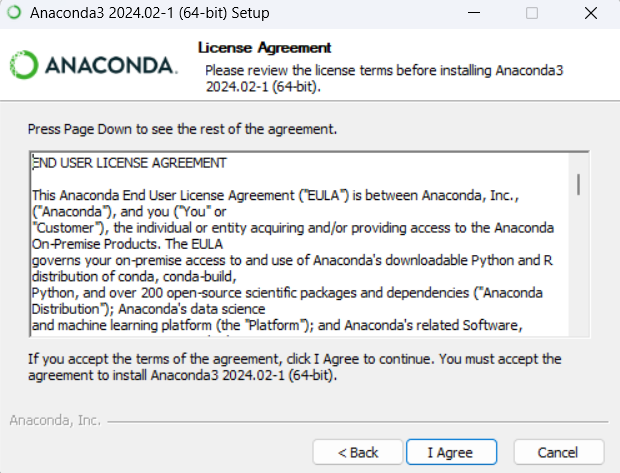 Anaconda3 2024.02-1 (64-bit) Setup
ANACONDA.
License Agreement
Please review the license terms before installing Anaconda3
2024.02-1 (64-bit).
Press Page Down to see the rest of the agreement.
END USER LICENSE AGREEMENT
This Anaconda End User License Agreement ("EULA") is between Anaconda, Inc.,
("Anaconda"), and you ("You" or
"Customer"), the individual or entity acquiring and/or providing access to the Anaconda
On-Premise Products. The EULA
governs your on-premise access to and use of Anaconda's downloadable Python and R
distribution of conda, conda-build,
Python, and over 200 open-source scientific packages and dependencies ("Anaconda
Distribution"); Anaconda's data science
and machine learning platform (the "Platform"); and Anaconda's related Software,
If you accept the terms of the agreement, click I Agree to continue. You must accept the
agreement to install Anaconda3 2024.02-1 (64-bit).
Anaconda, Inc.
< Back
I Agree
Cancel